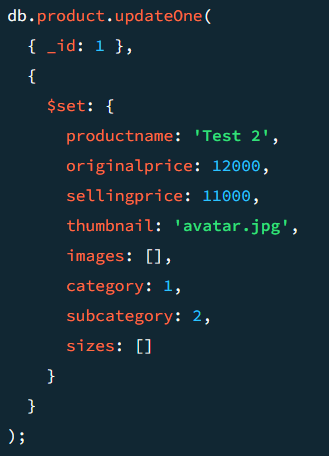 db.product.updateOne(
{ _id: 1 },
{
$set: {
productname: 'Test 2',
originalprice: 12000,
sellingprice: 11000,
thumbnail: 'avatar.jpg',
images: [],
category: 1,
subcategory: 2,
sizes: []
}
}
);